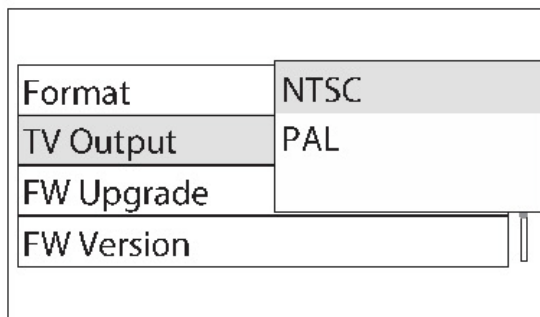 Format
NTSC
TV Output
PAL
FW Upgrade
FW Version